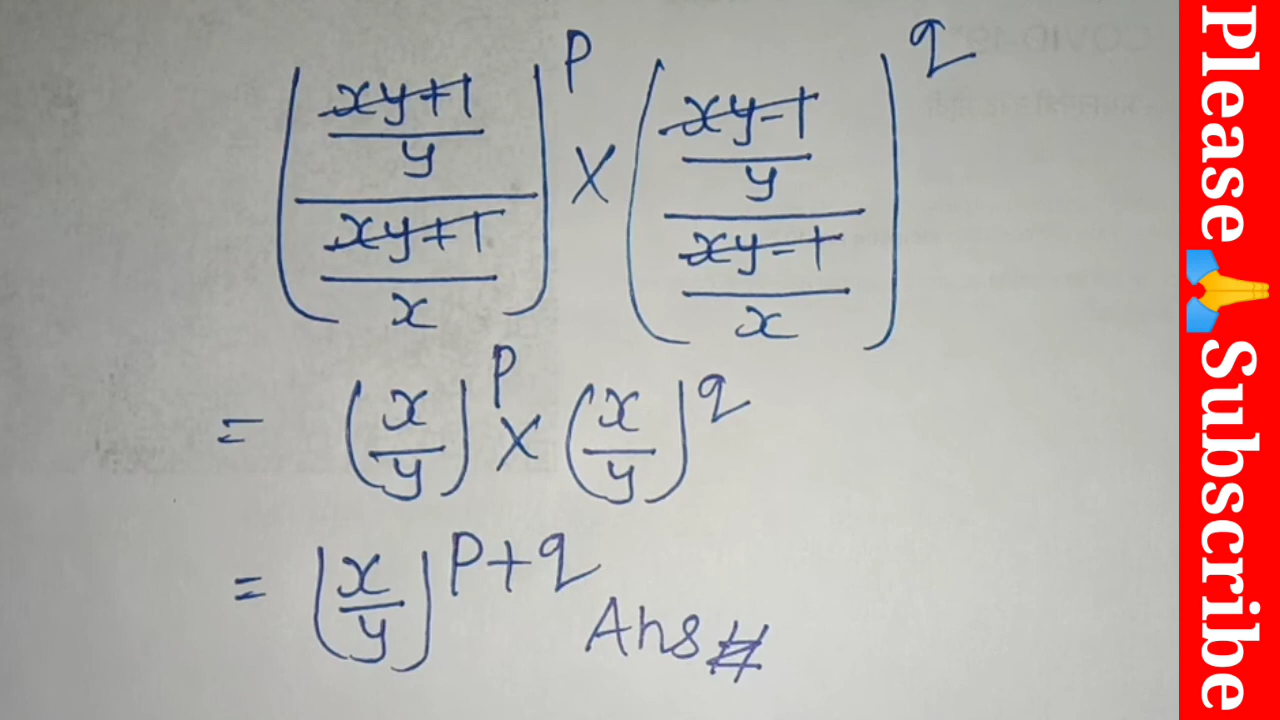 ((xy+1)/y / (xy+1)/x)^p × ((xy-1)/y / (xy-1)/x)^q
= (x/y)^p × (x/y)^q
= (x/y)^p+q Ans #
Please 🙏 Subscribe